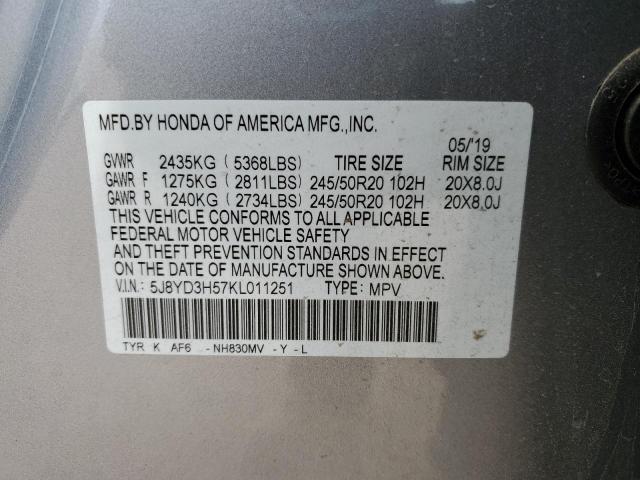 MFD.BY HONDA OF AMERICA MFG.,INC.
05/'19
GVWR 2435KG ( 5368LBS) TIRE SIZE RIM SIZE
GAWR F 1275KG ( 2811LBS) 245/50R20 102H 20X8.0J
GAWR R 1240KG ( 2734LBS) 245/50R20 102H 20X8.0J
THIS VEHICLE CONFORMS TO ALL APPLICABLE
FEDERAL MOTOR VEHICLE SAFETY
AND THEFT PREVENTION STANDARDS IN EFFECT
ON THE DATE OF MANUFACTURE SHOWN ABOVE.
V.I.N.: 5J8YD3H57KL011251 TYPE: MPV
TYR K AF6 -NH830MV -Y -L